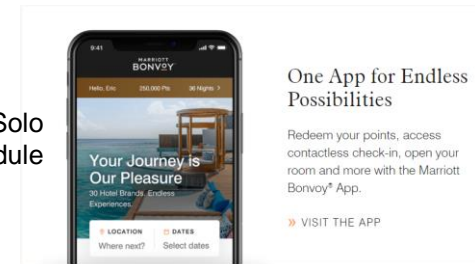 Solo
dule
9:41
MARRIOTT
BONVOY
Hello, Eric 250,000 Pts 90 Nights >
Your Journey is
Our Pleasure
30 Hotel Brands. Endless
Experiences.
LOCATION DATES
Where next? Select dates
One App for Endless
Possibilities
Redeem your points, access
contactless check-in, open your
room and more with the Marriott
Bonvoy® App.
» VISIT THE APP